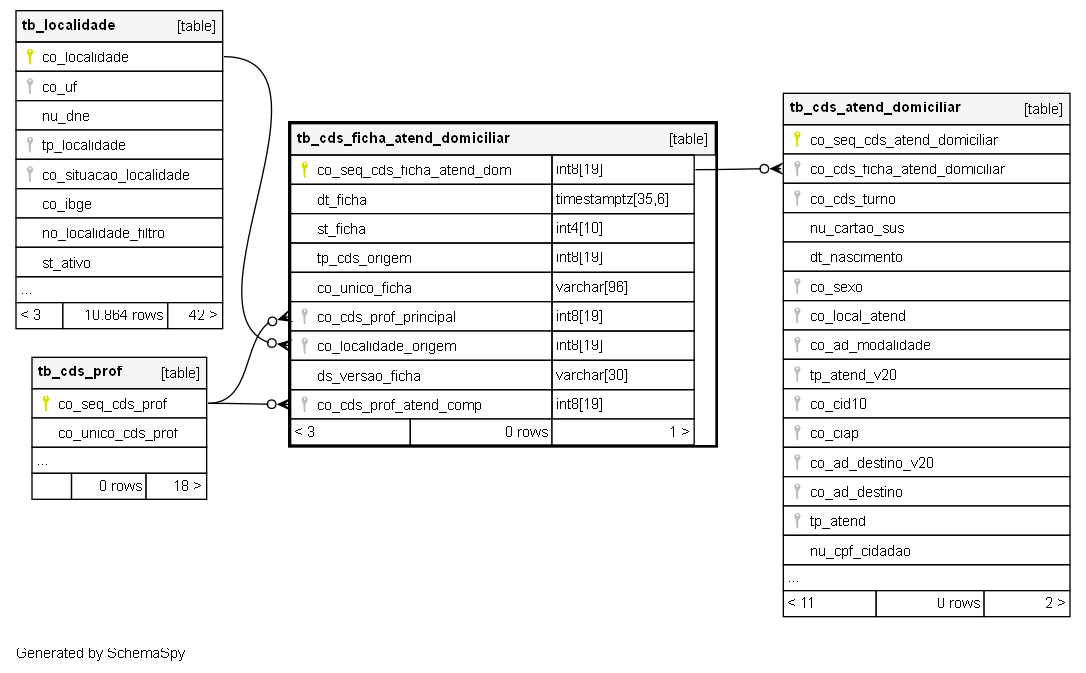 tb_localidade [table]
co_localidade
co_uf
nu_dne
tp_localidade
co_situacao_localidade
co_ibge
no_localidade_filtro
st_ativo
...
< 3 10.864 rows 42 >
tb_cds_prof [table]
co_seq_cds_prof
co_unico_cds_prof
...
0 rows 18 >
tb_cds_ficha_atend_domiciliar [table]
co_seq_cds_ficha_atend_dom int8[19]
dt_ficha timestamptz[35,6]
st_ficha int4[10]
tp_cds_origem int8[19]
co_unico_ficha varchar[96]
co_cds_prof_principal int8[19]
co_localidade_origem int8[19]
ds_versao_ficha varchar[30]
co_cds_prof_atend_comp int8[19]
< 3 0 rows 1 >
tb_cds_atend_domiciliar [table]
co_seq_cds_atend_domiciliar
co_cds_ficha_atend_domiciliar
co_cds_turno
nu_cartao_sus
dt_nascimento
co_sexo
co_local_atend
co_ad_modalidade
tp_atend_v20
co_cid10
co_ciap
co_ad_destino_v20
co_ad_destino
tp_atend
nu_cpf_cidadao
...
< 11 0 rows 2 >
Generated by SchemaSpy